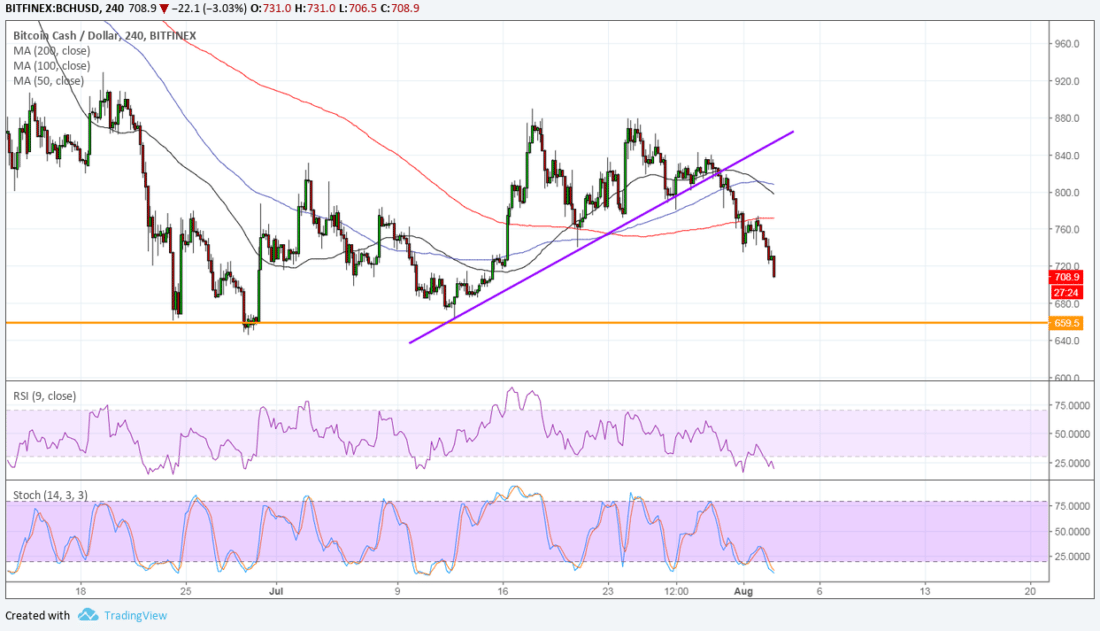 BITFINEX:BCHUSD, 240 708.9 ▼ −22.1 (−3.03%) O:731.0 H:731.0 L:706.5 C:708.9
Bitcoin Cash / Dollar, 240, BITFINEX
MA (200, close)
MA (100, close)
MA (50, close)
960.0
920.0
880.0
840.0
800.0
760.0
720.0
708.9
27:24
680.0
659.5
640.0
600.0
RSI (9, close)
75.0000
50.0000
25.0000
Stoch (14, 3, 3)
75.0000
50.0000
25.0000
18 25 Jul 9 16 23 12:00 Aug 6 13 20
Created with TradingView